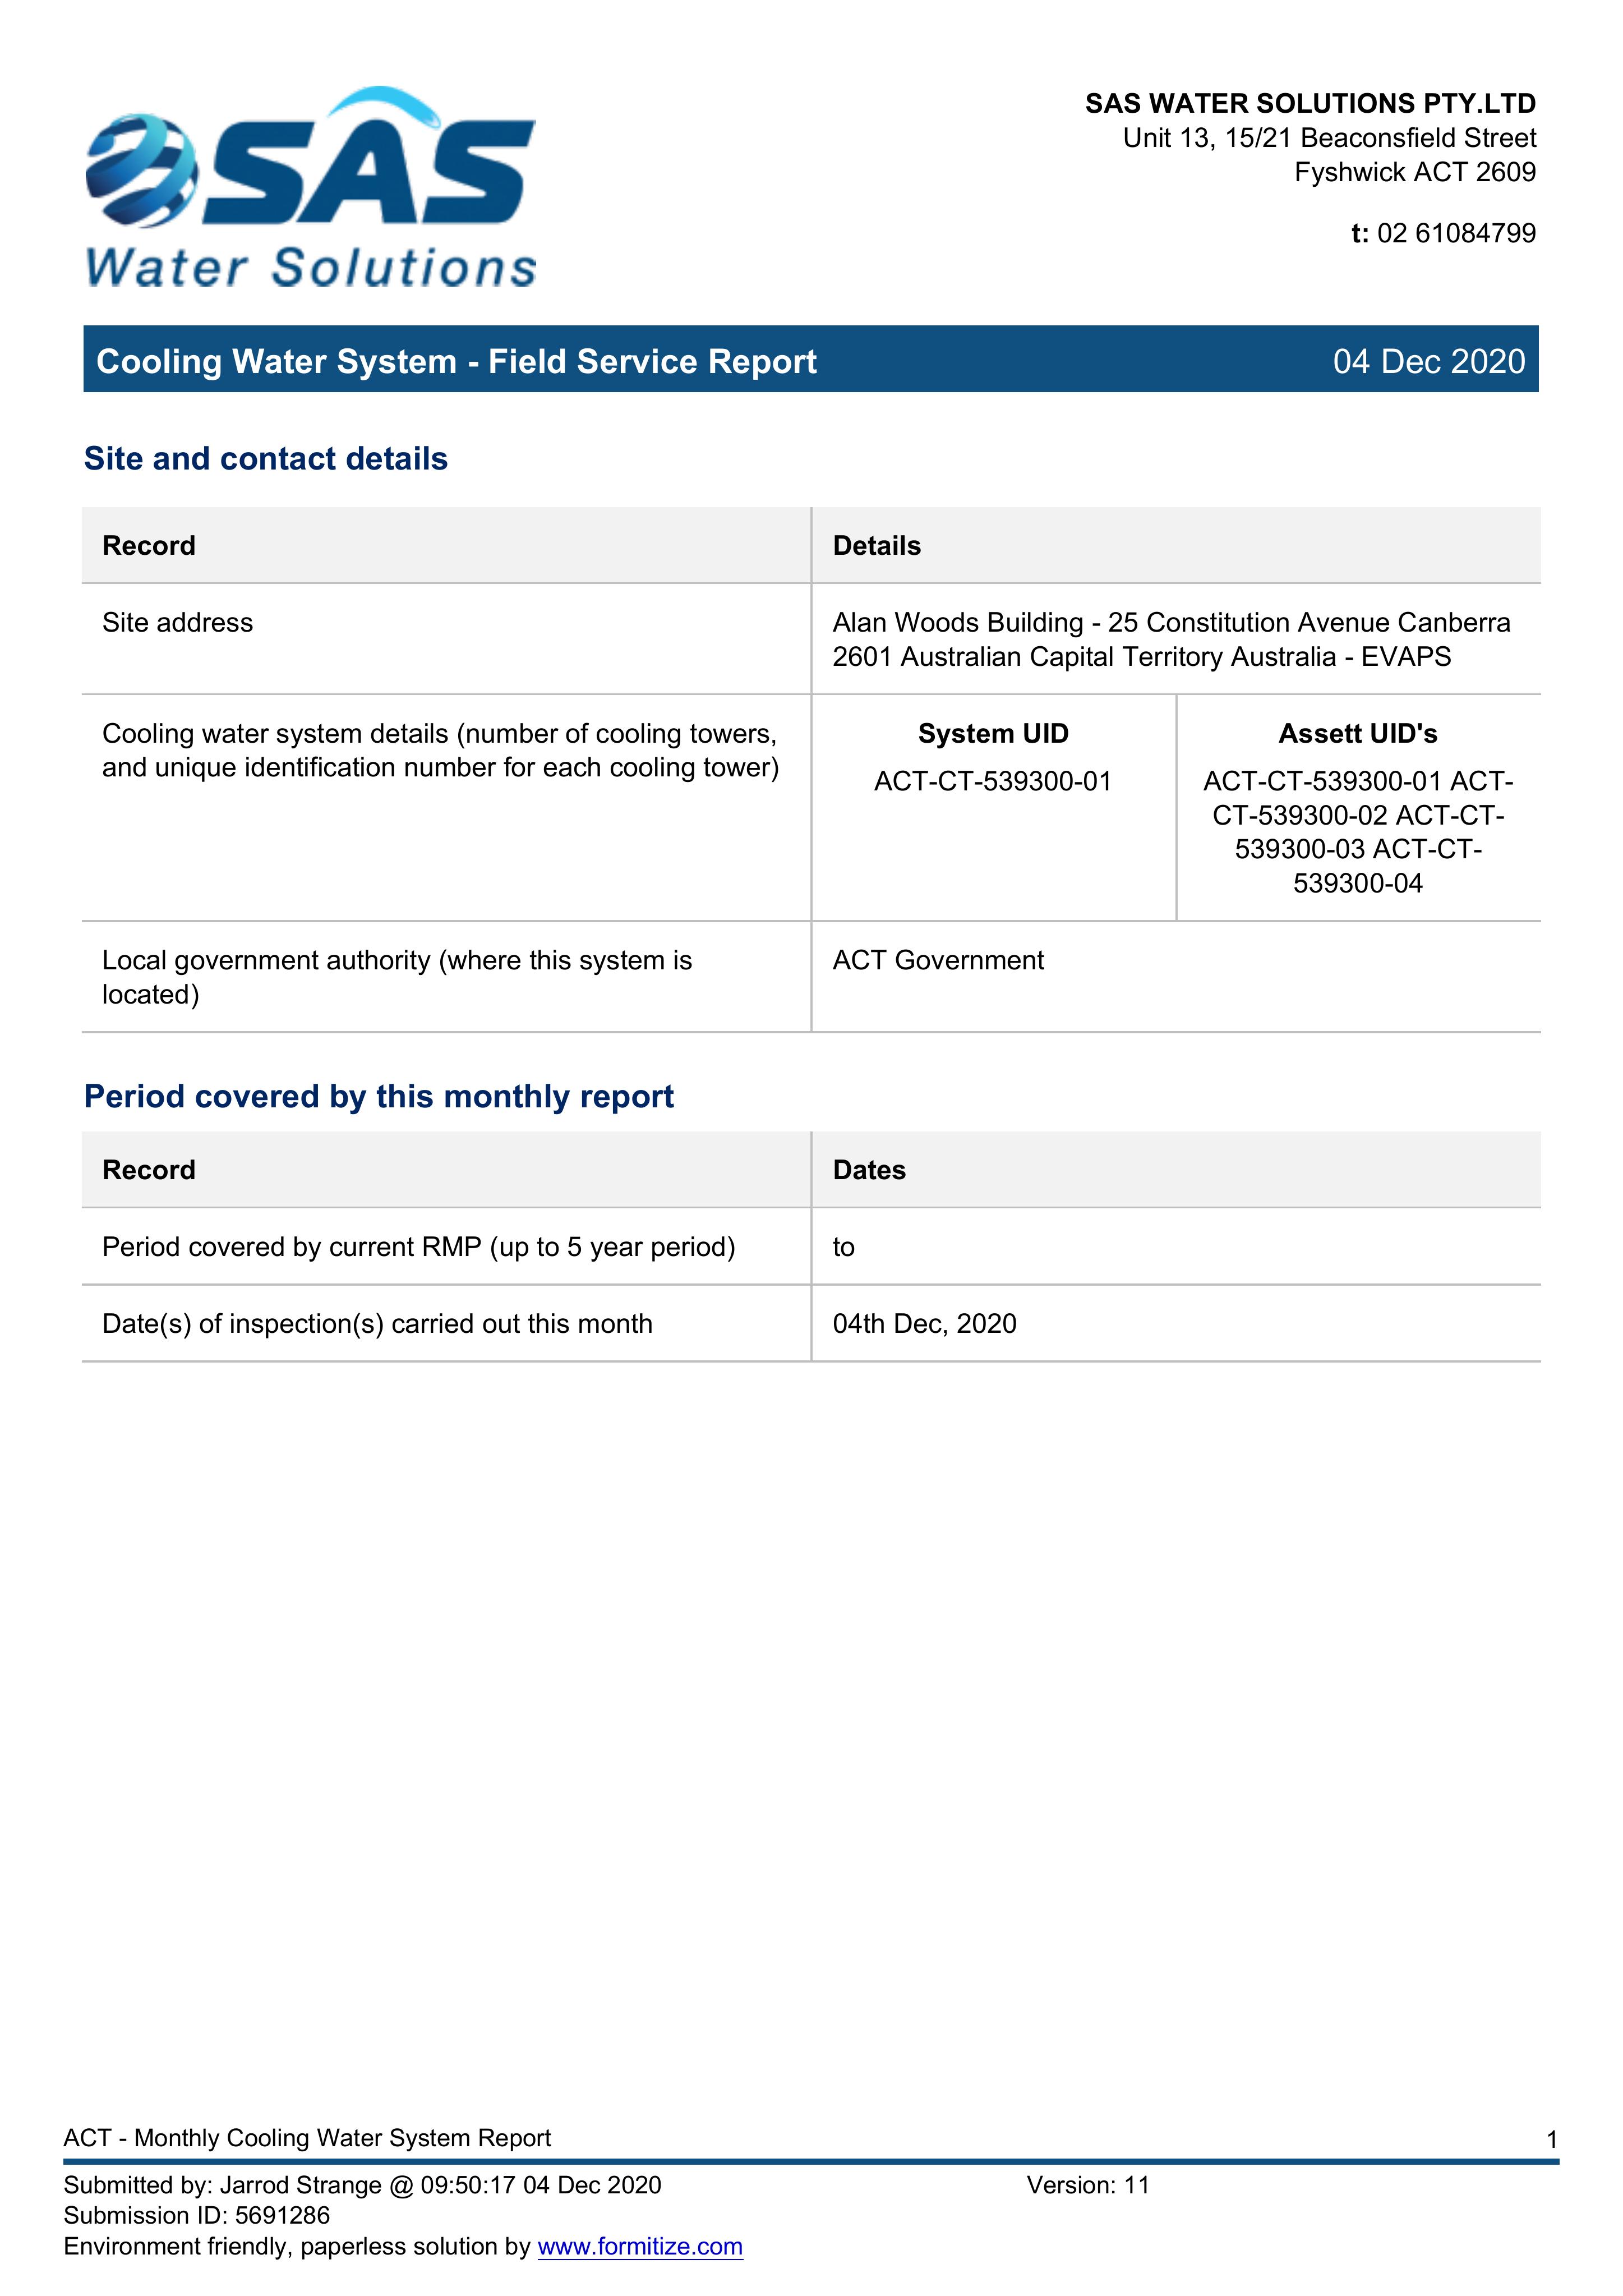 SAS
Water Solutions
SAS WATER SOLUTIONS PTY.LTD
Unit 13, 15/21 Beaconsfield Street
Fyshwick ACT 2609
t: 02 61084799
Cooling Water System - Field Service Report 04 Dec 2020
Site and contact details
Record Details
Site address
Alan Woods Building - 25 Constitution Avenue Canberra
2601 Australian Capital Territory Australia - EVAPS
Cooling water system details (number of cooling towers,
and unique identification number for each cooling tower)
System UID
ACT-CT-539300-01
Assett UID's
ACT-CT-539300-01 ACT-
CT-539300-02 ACT-CT-
539300-03 ACT-CT-
539300-04
Local government authority (where this system is
located)
ACT Government
Period covered by this monthly report
Record Dates
Period covered by current RMP (up to 5 year period) to
Date(s) of inspection(s) carried out this month 04th Dec, 2020
ACT - Monthly Cooling Water System Report 1
Submitted by: Jarrod Strange @ 09:50:17 04 Dec 2020 Version: 11
Submission ID: 5691286
Environment friendly, paperless solution by www.formitize.com